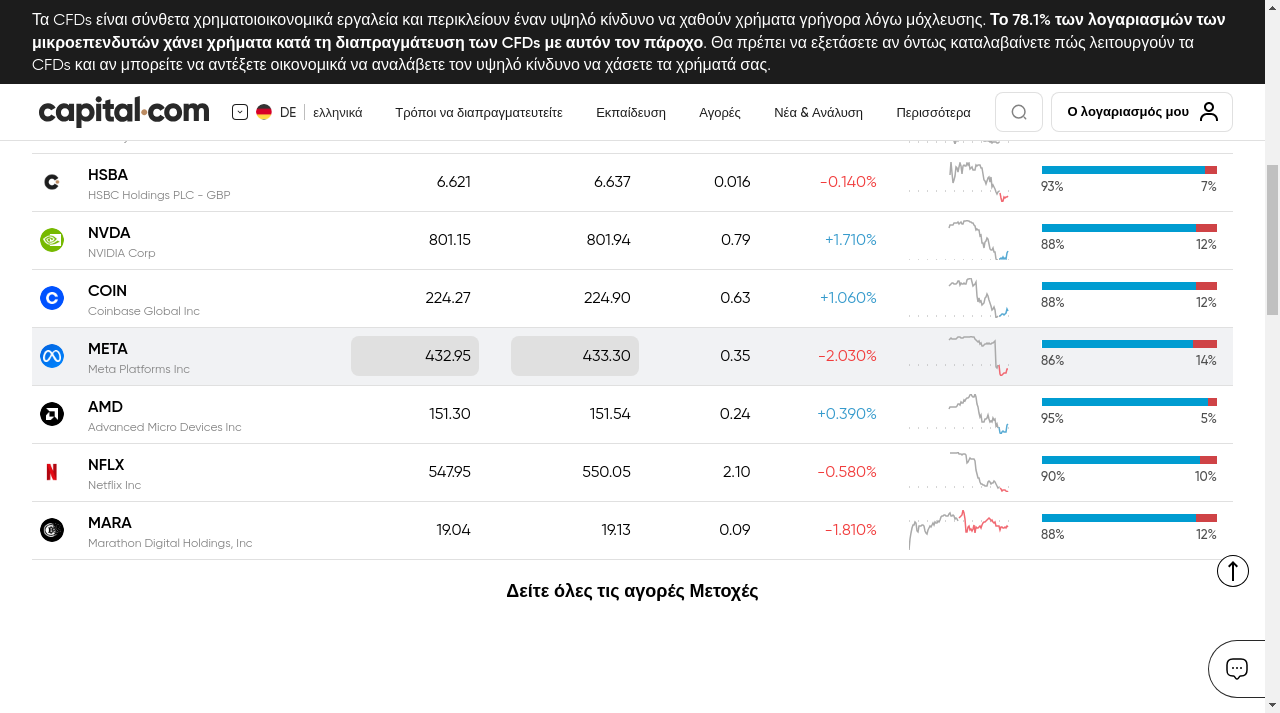 Τα CFDs είναι σύνθετα χρηματοιοικονομικά εργαλεία και περικλείουν έναν υψηλό κίνδυνο να χαθούν χρήματα γρήγορα λόγω μόχλευσης. Το 78.1% των λογαριασμών των
μικροεπενδυτών χάνει χρήματα κατά τη διαπραγμάτευση των CFDs με αυτόν τον πάροχο. Θα πρέπει να εξετάσετε αν όντως καταλαβαίνετε πώς λειτουργούν τα
CFDs και αν μπορείτε να αντέξετε οικονομικά να αναλάβετε τον υψηλό κίνδυνο να χάσετε τα χρήματά σας.
capital.com DE ελληνικά Τρόποι να διαπραγματευτείτε Εκπαίδευση Αγορές Νέα & Ανάλυση Περισσότερα Ο λογαριασμός μου
HSBA 6.621 6.637 0.016 -0.140% 93% 7%
HSBC Holdings PLC - GBP
NVDA 801.15 801.94 0.79 +1.710% 88% 12%
NVIDIA Corp
COIN 224.27 224.90 0.63 +1.060% 88% 12%
Coinbase Global Inc
META 432.95 433.30 0.35 -2.030% 86% 14%
Meta Platforms Inc
AMD 151.30 151.54 0.24 +0.390% 95% 5%
Advanced Micro Devices Inc
NFLX 547.95 550.05 2.10 -0.580% 90% 10%
Netflix Inc
MARA 19.04 19.13 0.09 -1.810% 88% 12%
Marathon Digital Holdings, Inc
Δείτε όλες τις αγορές Μετοχές